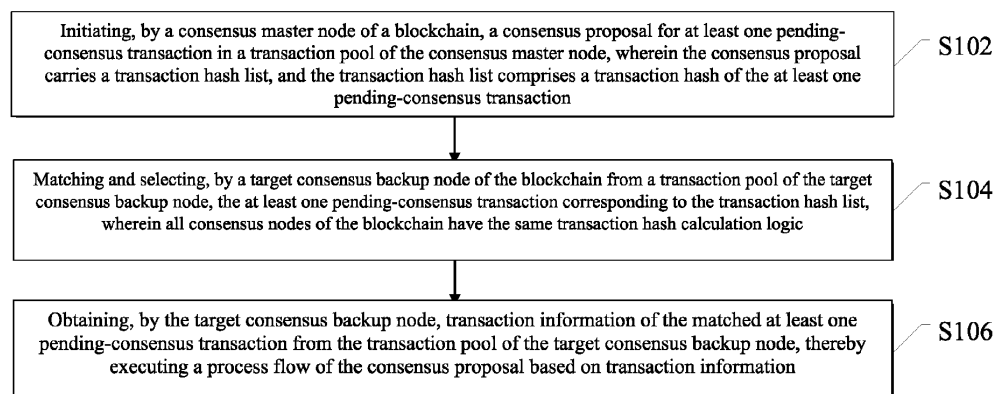 Initiating, by a consensus master node of a blockchain, a consensus proposal for at least one pending-
consensus transaction in a transaction pool of the consensus master node, wherein the consensus proposal
carries a transaction hash list, and the transaction hash list comprises a transaction hash of the at least one
pending-consensus transaction
S102
Matching and selecting, by a target consensus backup node of the blockchain from a transaction pool of the target
consensus backup node, the at least one pending-consensus transaction corresponding to the transaction hash list,
wherein all consensus nodes of the blockchain have the same transaction hash calculation logic
S104
Obtaining, by the target consensus backup node, transaction information of the matched at least one
pending-consensus transaction from the transaction pool of the target consensus backup node, thereby
executing a process flow of the consensus proposal based on transaction information
S106